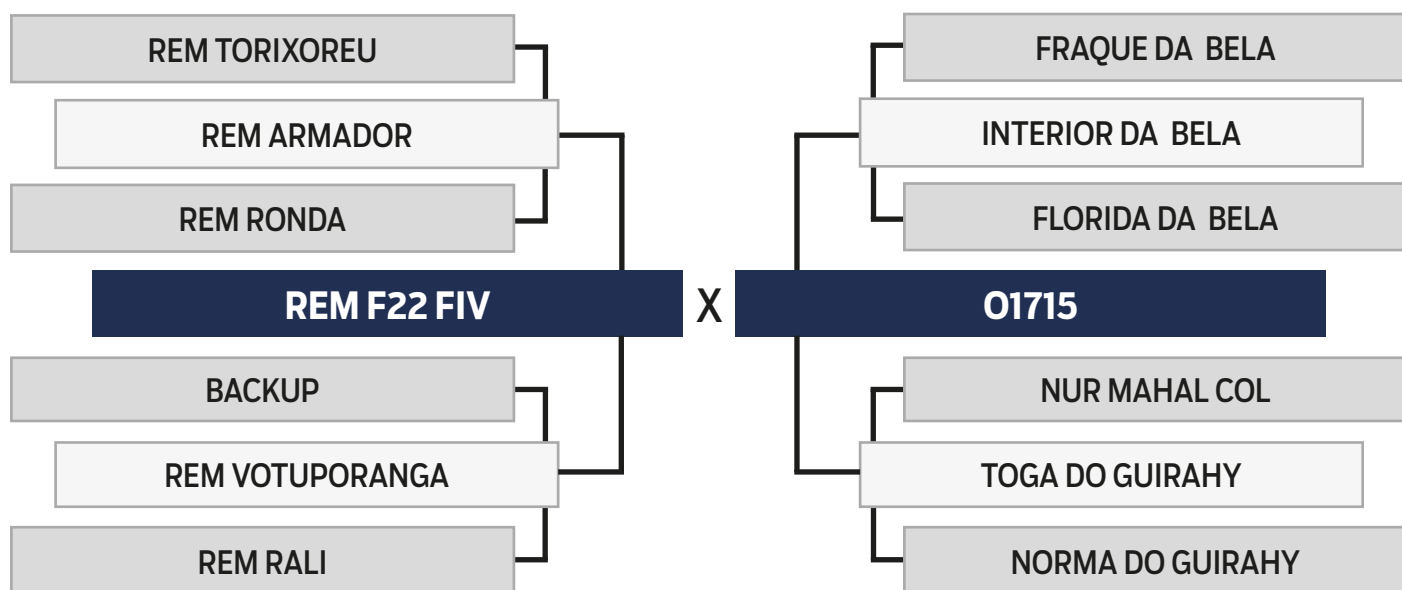 REM TORIXOREU
REM ARMADOR
REM RONDA
REM F22 FIV
BACKUP
REM VOTUPORANGA
REM RALI
X
FRAQUE DA BELA
INTERIOR DA BELA
FLORIDA DA BELA
O1715
NUR MAHAL COL
TOGA DO GUIRAHY
NORMA DO GUIRAHY